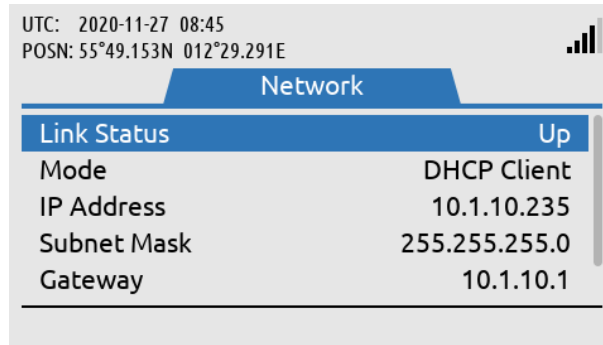 UTC: 2020-11-27 08:45
POSN: 55°49.153N 012°29.291E
Network
Link Status Up
Mode DHCP Client
IP Address 10.1.10.235
Subnet Mask 255.255.255.0
Gateway 10.1.10.1